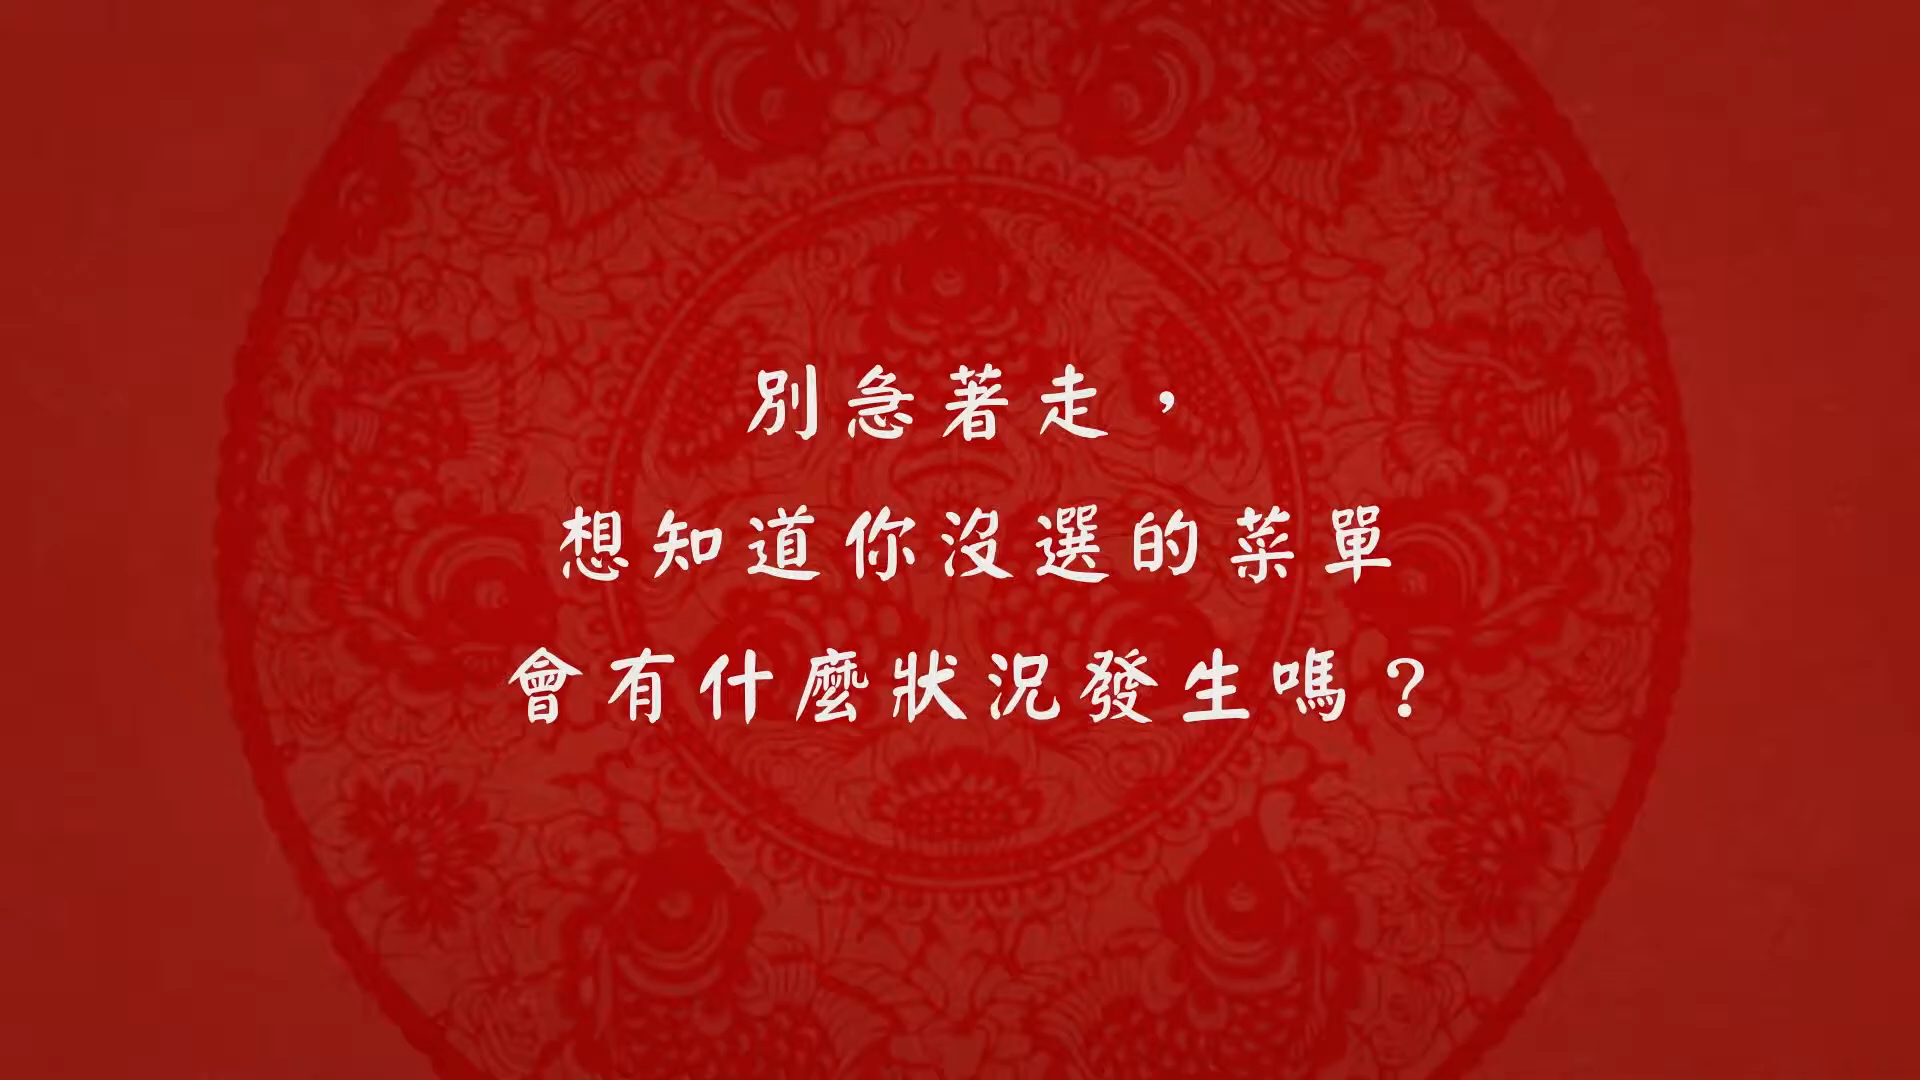 別急著走，
想知道你沒選的菜單
會有什麼狀況發生嗎？